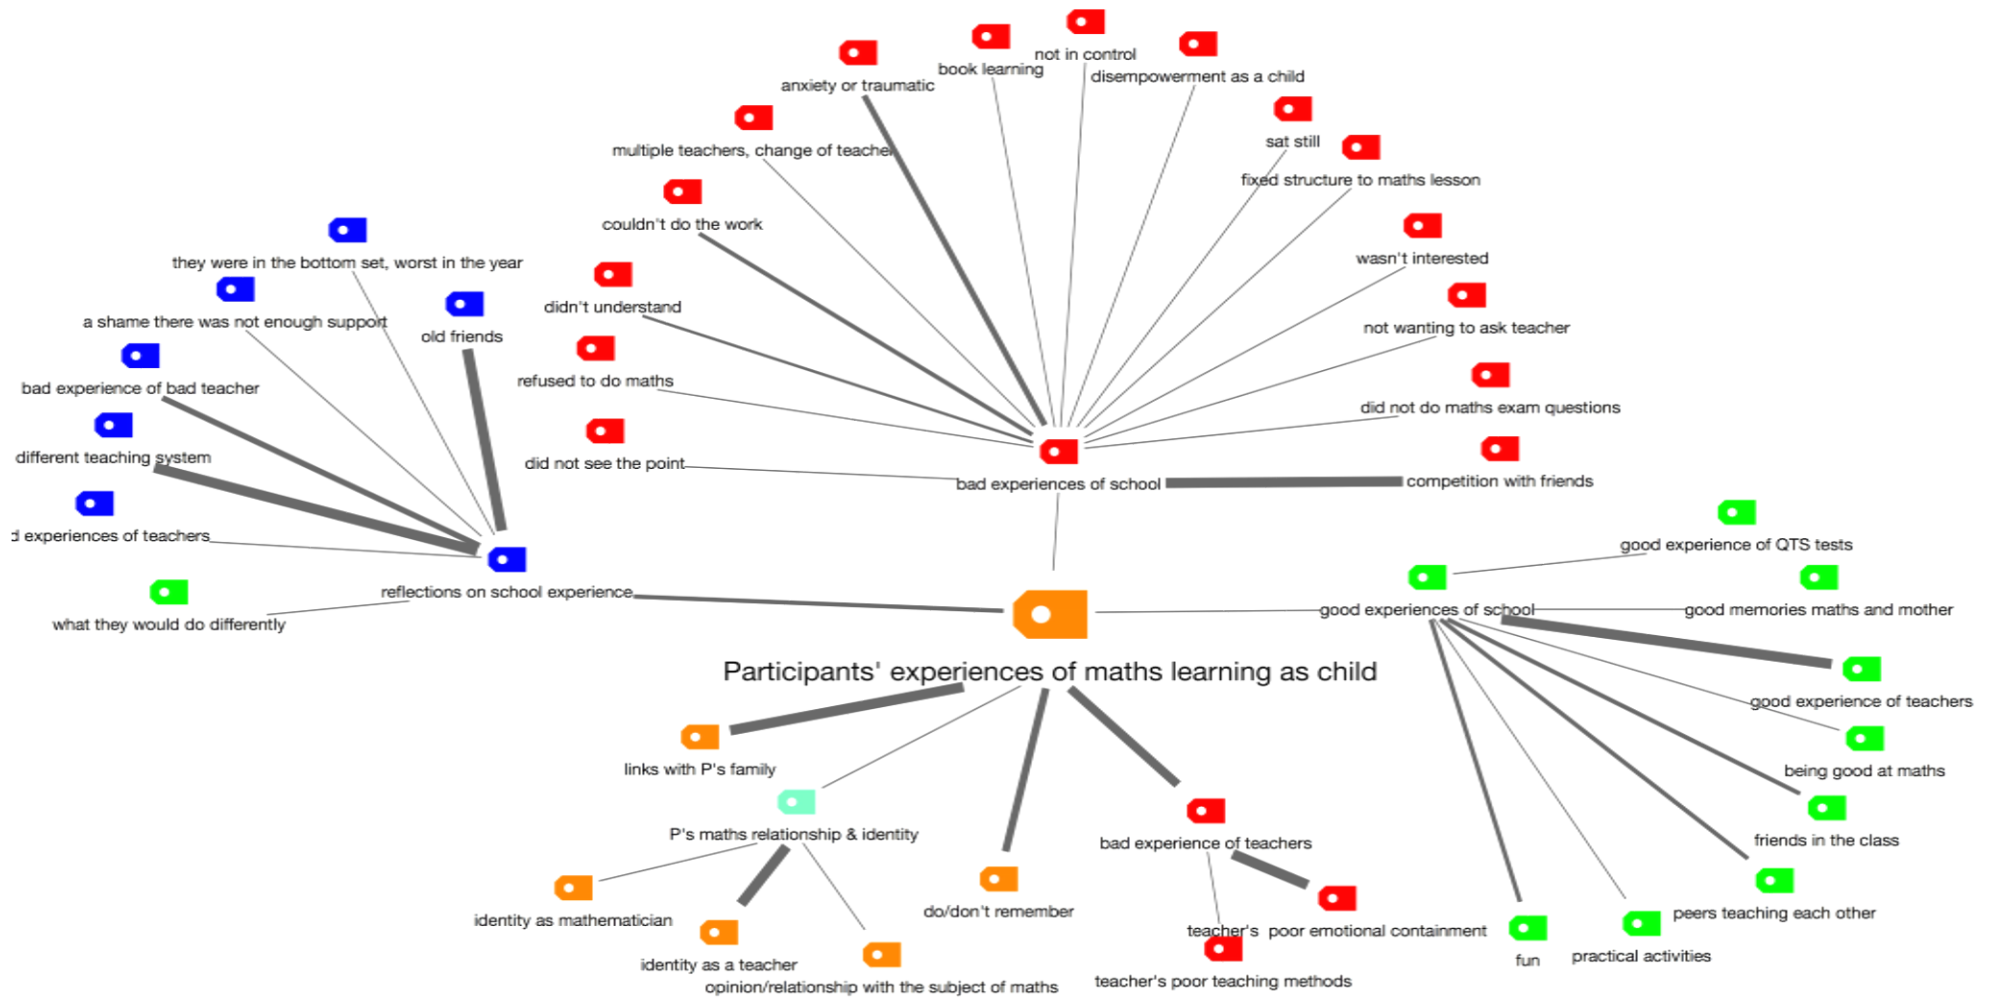 not in control
book learning
disempowerment as a child
anxiety or traumatic
sat still
multiple teachers, change of teacher
fixed structure to maths lesson
couldn't do the work
wasn't interested
they were in the bottom set, worst in the year
didn't understand
a shame there was not enough support
not wanting to ask teacher
old friends
refused to do maths
bad experience of bad teacher
did not do maths exam questions
different teaching system
did not see the point
bad experiences of school
competition with friends
experiences of teachers
good experience of QTS tests
reflections on school experience
good experiences of school
good memories maths and mother
what they would do differently
Participants' experiences of maths learning as child
good experience of teachers
links with P's family
being good at maths
P's maths relationship & identity
bad experience of teachers
friends in the class
do/don't remember
peers teaching each other
identity as mathematician
teacher's poor emotional containment
practical activities
fun
identity as a teacher
teacher's poor teaching methods
opinion/relationship with the subject of maths